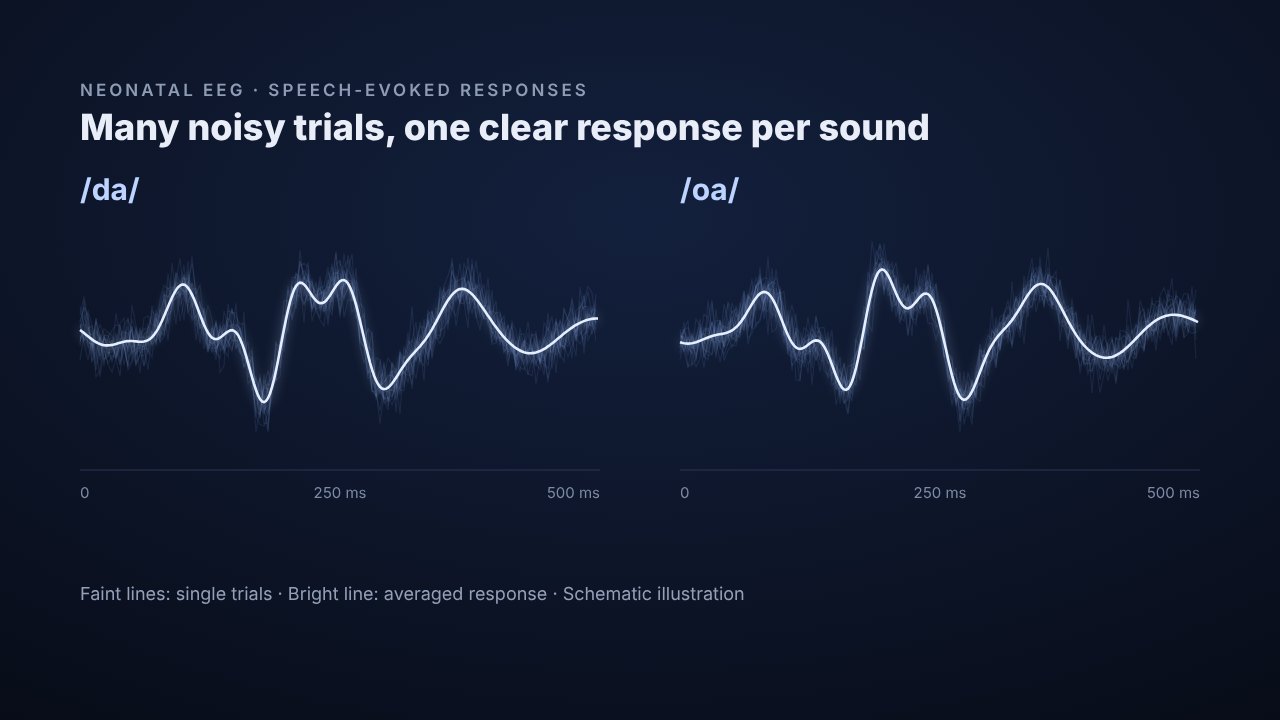 NEONATAL EEG · SPEECH-EVOKED RESPONSES
Many noisy trials, one clear response per sound
/da/
/oa/
0 250 ms 500 ms
0 250 ms 500 ms
Faint lines: single trials · Bright line: averaged response · Schematic illustration